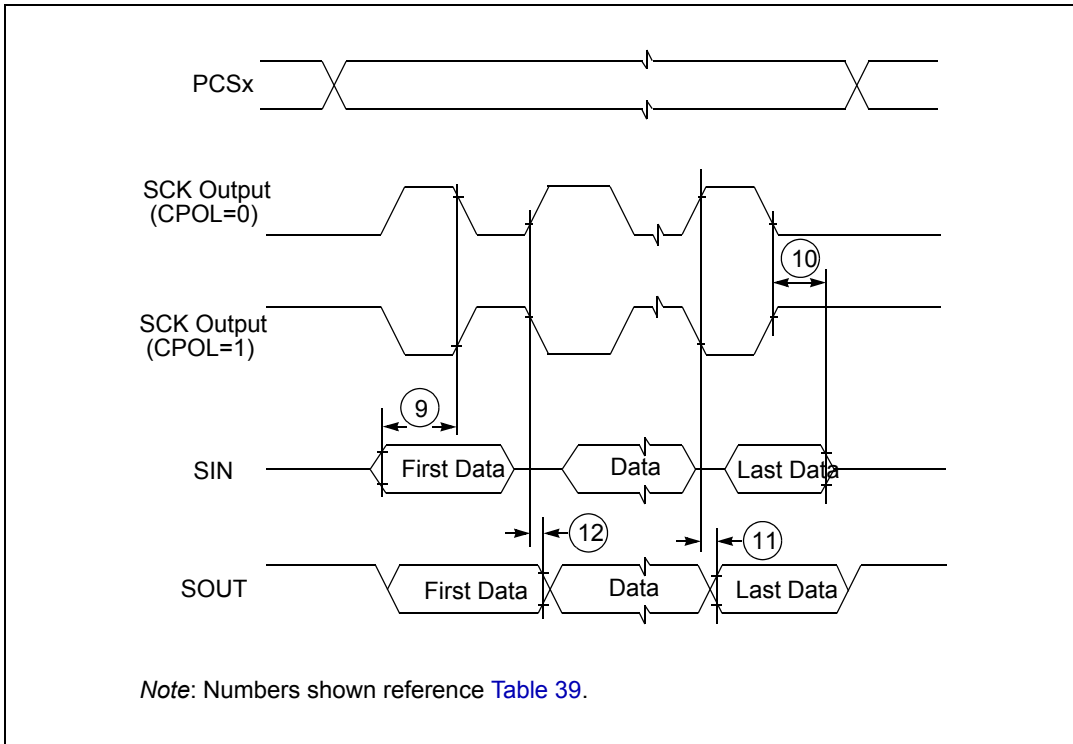 PCSx
SCK Output
(CPOL=0)
10
SCK Output
(CPOL=1)
9
SIN
First Data
Data
Last Data
12
11
SOUT
First Data
Data
Last Data
Note: Numbers shown reference Table 39.